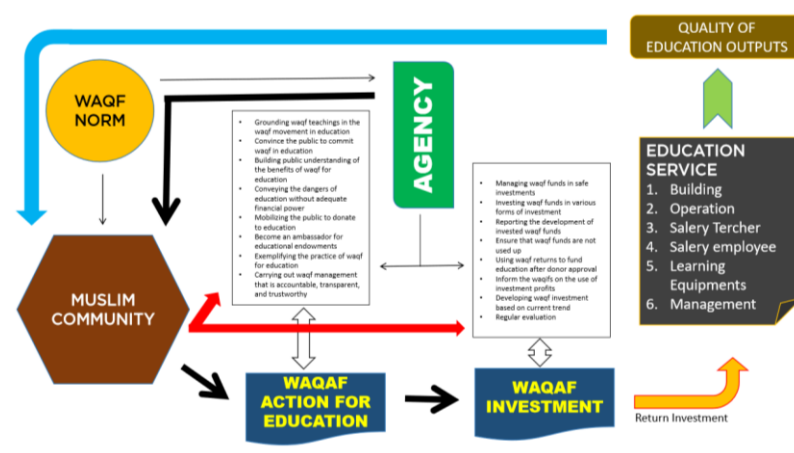 QUALITY OF
EDUCATION OUTPUTS
WAQF
NORM
AGENCY
• Grounding waqf teachings in the
waqf movement in education
• Convince the public to commit
waqf in education
• Building public understanding of
the benefits of waqf for
education
• Conveying the dangers of
education without adequate
financial power
• Mobilizing the public to donate
to education
• Become an ambassador for
educational endowments
• Exemplifying the practice of waqf
for education
• Carrying out waqf management
that is accountable, transparent,
and trustworthy
• Managing waqf funds in safe
investments
• Investing waqf funds in various
forms of investment
• Reporting the development of
invested waqf funds
• Ensure that waqf funds are not
used up
• Using waqf returns to fund
education after donor approval
• Inform the waqifs on the use of
investment profits
• Developing waqf investment
based on current trend
• Regular evaluation
EDUCATION
SERVICE
1. Building
2. Operation
3. Salery Tercher
4. Salery employee
5. Learning
Equipments
6. Management
MUSLIM
COMMUNITY
WAQAF
ACTION FOR
EDUCATION
WAQAF
INVESTMENT
Return Investment